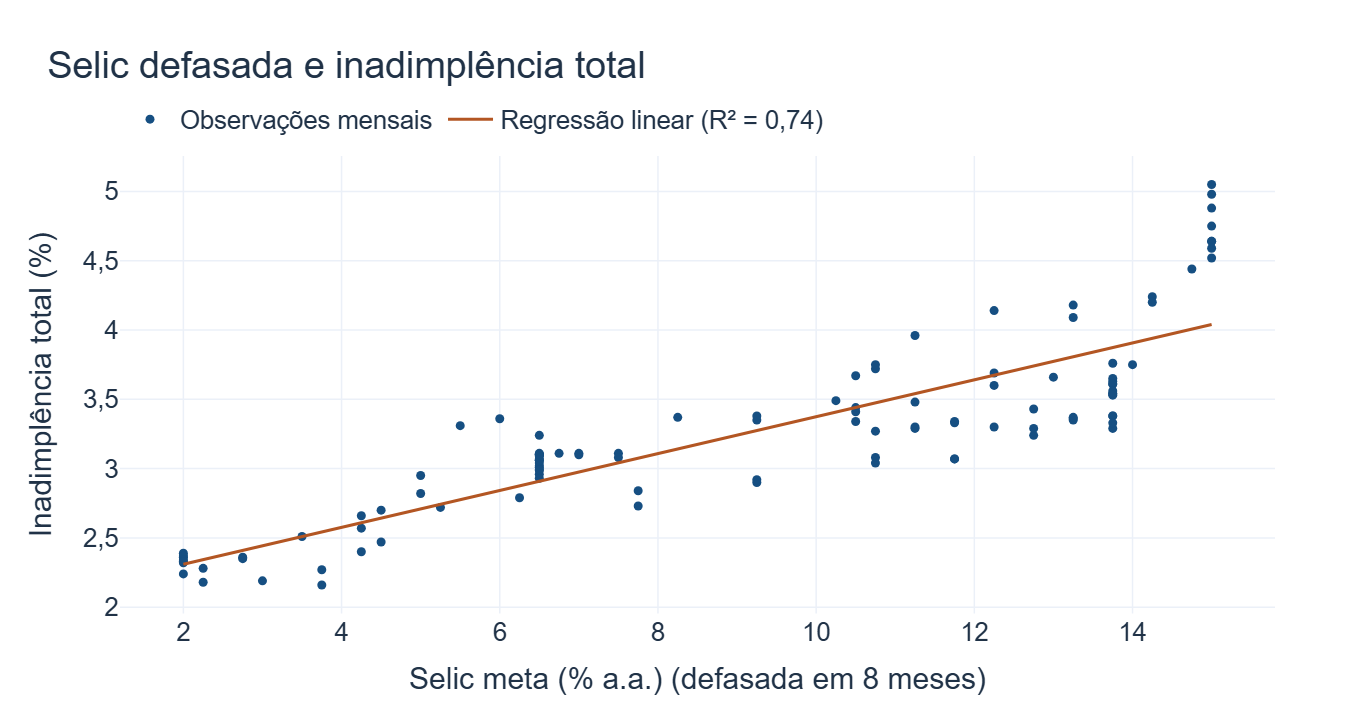 Selic defasada e inadimplência total
Observações mensais
Regressão linear (R² = 0,74)
Inadimplência total (%)
5
4,5
4
3,5
3
2,5
2
2 4 6 8 10 12 14
Selic meta (% a.a.) (defasada em 8 meses)